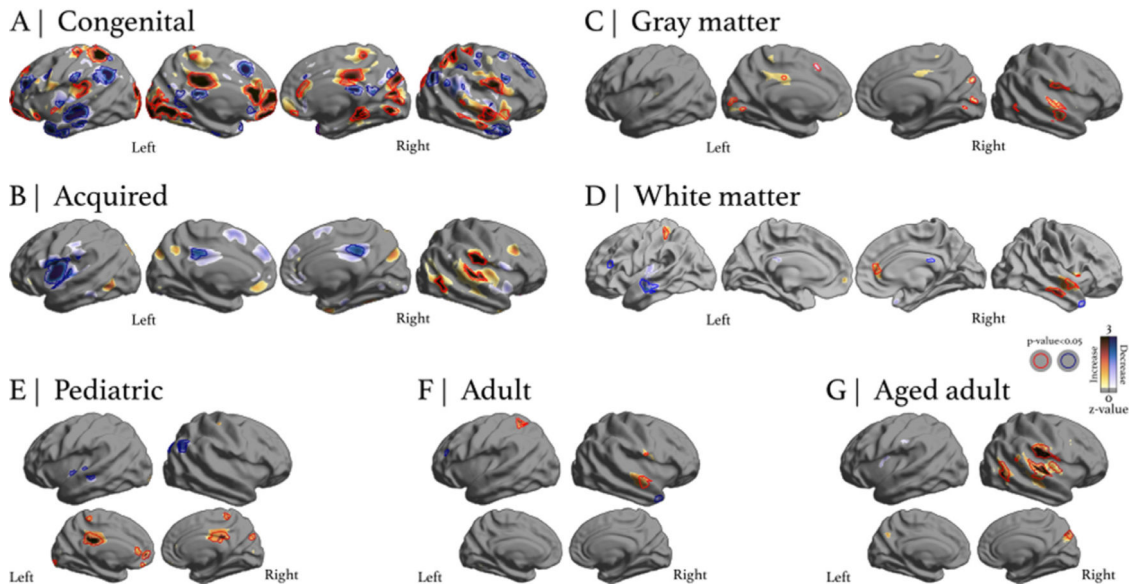 A | Congenital
Left
Right
B | Acquired
Left
Right
C | Gray matter
Left
Right
D | White matter
Left
Right
p-value<0.05
3
Increase
Decrease
0
z-value
E | Pediatric
Left
Right
F | Adult
Left
Right
G | Aged adult
Left
Right